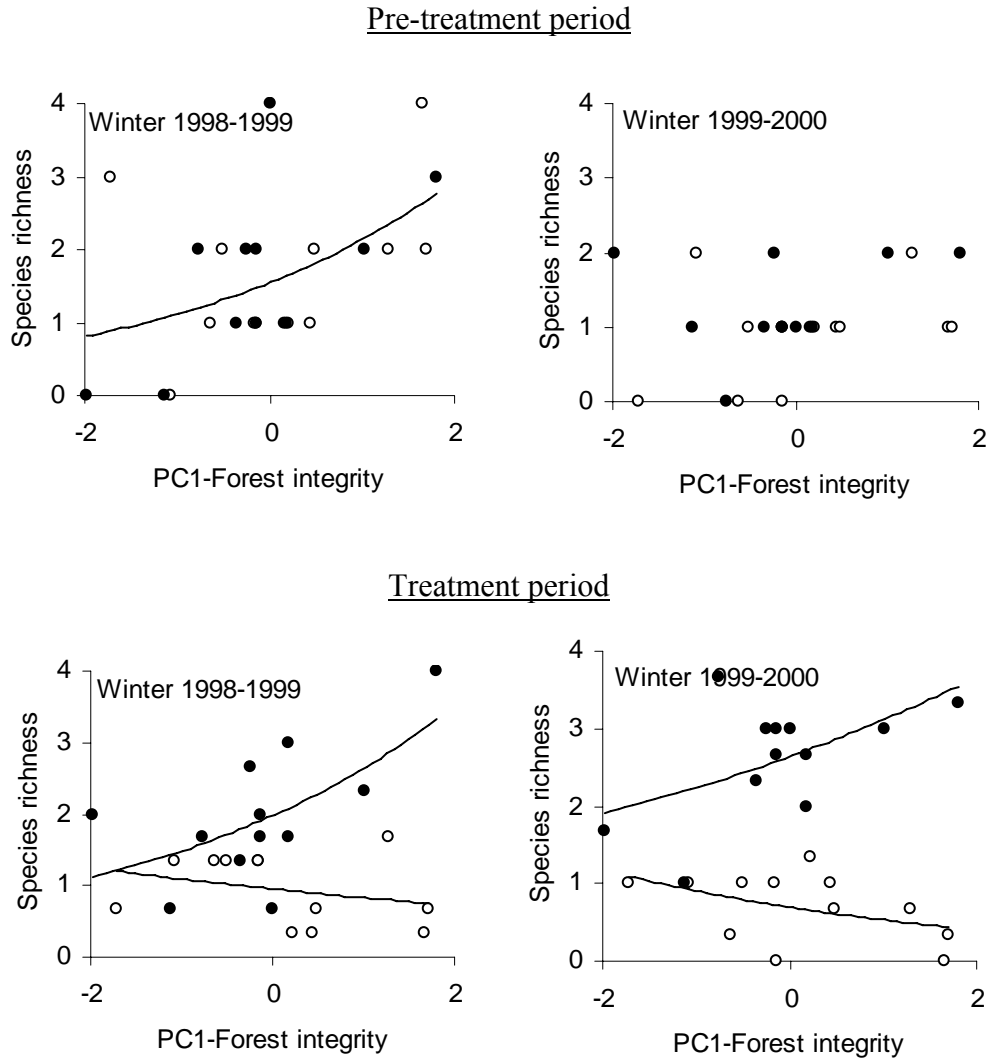 Pre-treatment period
Winter 1998-1999
4
3
2
1
0
Species richness
-2
0
2
PC1-Forest integrity
Winter 1999-2000
4
3
2
1
0
Species richness
-2
0
2
PC1-Forest integrity
Treatment period
Winter 1998-1999
4
3
2
1
0
Species richness
-2
0
2
PC1-Forest integrity
Winter 1999-2000
4
3
2
1
0
Species richness
-2
0
2
PC1-Forest integrity